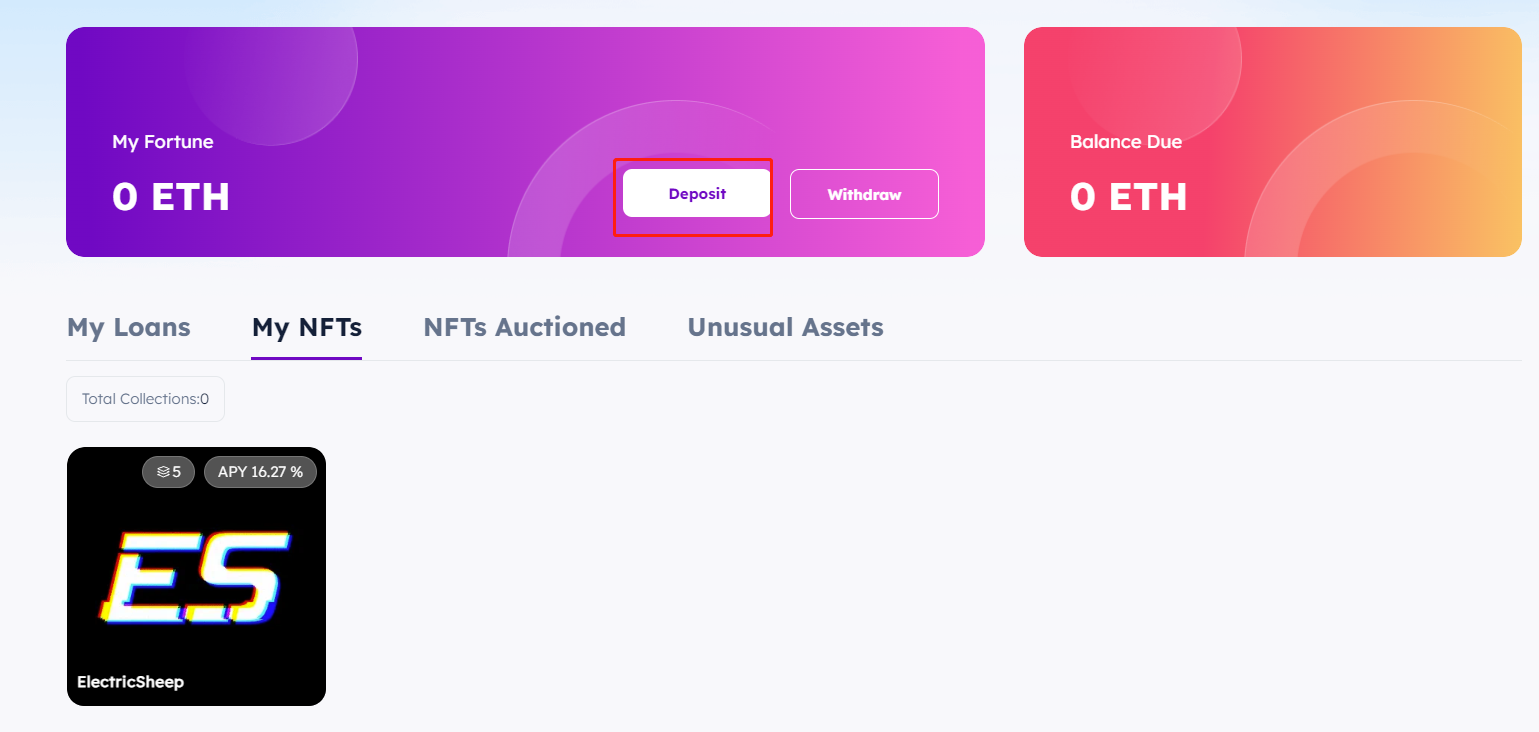 My Fortune
0 ETH
Deposit
Withdraw
Balance Due
0 ETH
My Loans
My NFTs
NFTs Auctioned
Unusual Assets
Total Collections:0
5
APY 16.27 %
ES
ElectricSheep